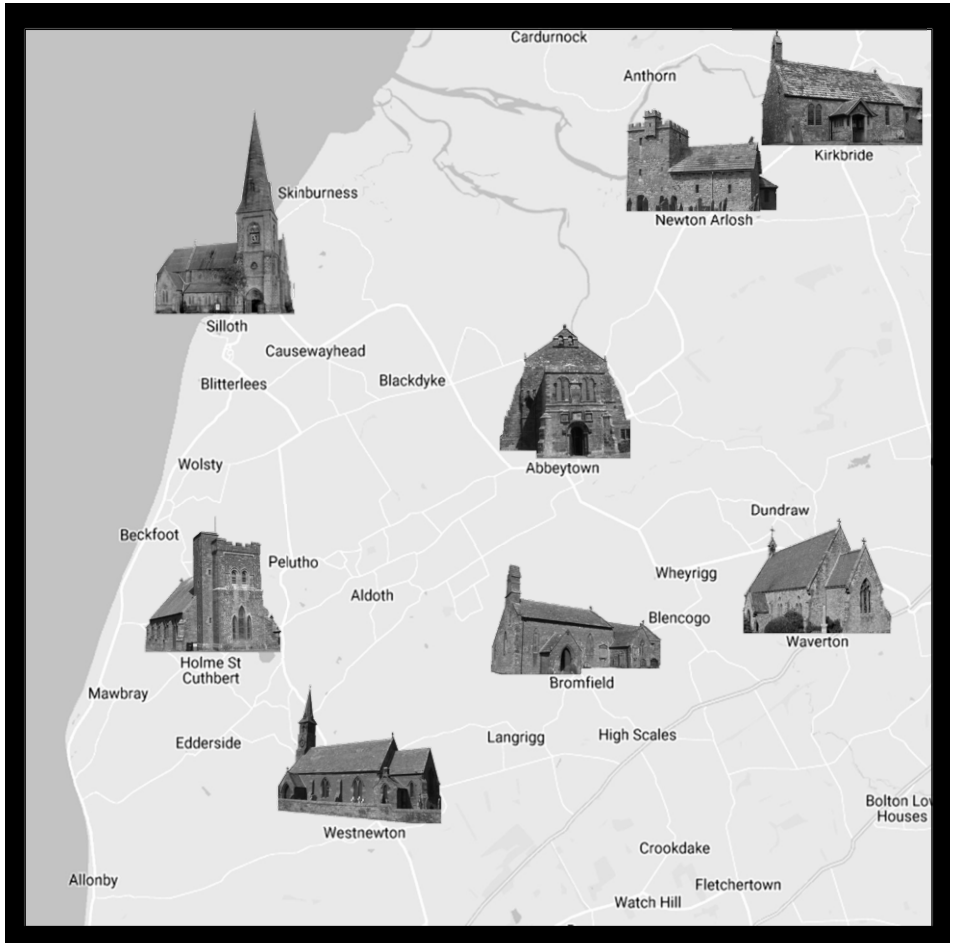 Cardurnock
Anthorn
Kirkbride
Skinburness
Newton Arlosh
Silloth
Causewayhead
Blitterlees
Blackdyke
Wolsty
Abbeytown
Dundraw
Beckfoot
Pelutho
Wheyrigg
Aldoth
Blencogo
Waverton
Holme St
Cuthbert
Bromfield
Mawbray
Edderside
Langrigg
High Scales
Bolton Low
Houses
Westnewton
Crookdake
Allonby
Fletchertown
Watch Hill